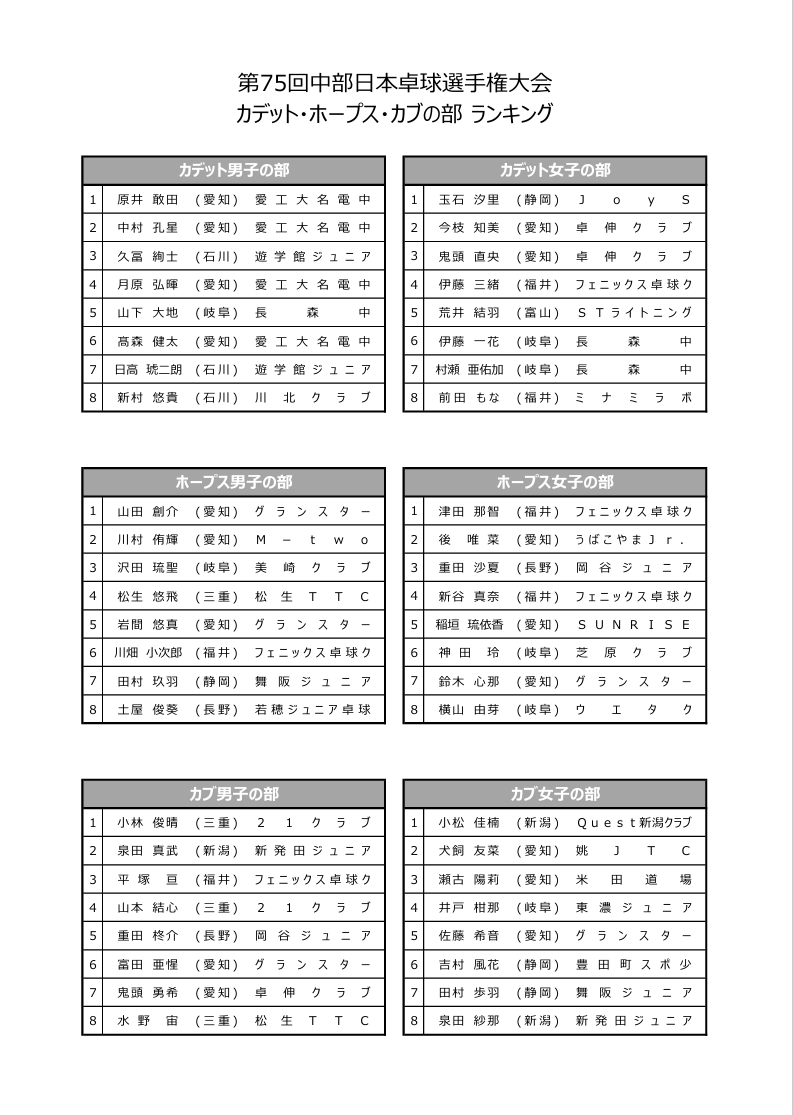 第75回中部日本卓球選手権大会
カデット・ホープス・カブの部 ランキング
カデット男子の部
1 原井 敢田 (愛知) 愛工大名電中
2 中村 孔星 (愛知) 愛工大名電中
3 久冨 絢士 (石川) 遊学館ジュニア
4 月原 弘暉 (愛知) 愛工大名電中
5 山下 大地 (岐阜) 長森中
6 髙森 健太 (愛知) 愛工大名電中
7 日高 琥二朗 (石川) 遊学館ジュニア
8 新村 悠貴 (石川) 川北クラブ
カデット女子の部
1 玉石 汐里 (静岡) JoyS
2 今枝 知美 (愛知) 卓伸クラブ
3 鬼頭 直央 (愛知) 卓伸クラブ
4 伊藤 三緒 (福井) フェニックス卓球ク
5 荒井 結羽 (富山) STライトニング
6 伊藤 一花 (岐阜) 長森中
7 村瀬 亜佑加 (岐阜) 長森中
8 前田 もな (福井) ミナミラボ
ホープス男子の部
1 山田 創介 (愛知) グランスター
2 川村 侑輝 (愛知) M－two
3 沢田 琉聖 (岐阜) 美崎クラブ
4 松生 悠飛 (三重) 松生TTC
5 岩間 悠真 (愛知) グランスター
6 川畑 小次郎 (福井) フェニックス卓球ク
7 田村 玖羽 (静岡) 舞阪ジュニア
8 土屋 俊葵 (長野) 若穂ジュニア卓球
ホープス女子の部
1 津田 那智 (福井) フェニックス卓球ク
2 後 唯菜 (愛知) うばこやまJr.
3 重田 沙夏 (長野) 岡谷ジュニア
4 新谷 真奈 (福井) フェニックス卓球ク
5 稲垣 琉依香 (愛知) SUNRISE
6 神田 玲 (岐阜) 芝原クラブ
7 鈴木 心那 (愛知) グランスター
8 横山 由芽 (岐阜) ウエタク
カブ男子の部
1 小林 俊晴 (三重) 21クラブ
2 泉田 真武 (新潟) 新発田ジュニア
3 平塚 亘 (福井) フェニックス卓球ク
4 山本 結心 (三重) 21クラブ
5 重田 柊介 (長野) 岡谷ジュニア
6 富田 亜惺 (愛知) グランスター
7 鬼頭 勇希 (愛知) 卓伸クラブ
8 水野 宙 (三重) 松生TTC
カブ女子の部
1 小松 佳楠 (新潟) Quest新潟クラブ
2 犬飼 友菜 (愛知) 姚JTC
3 瀬古 陽莉 (愛知) 米田道場
4 井戸 柑那 (岐阜) 東濃ジュニア
5 佐藤 希音 (愛知) グランスター
6 吉村 風花 (静岡) 豊田町スポ少
7 田村 歩羽 (静岡) 舞阪ジュニア
8 泉田 紗那 (新潟) 新発田ジュニア